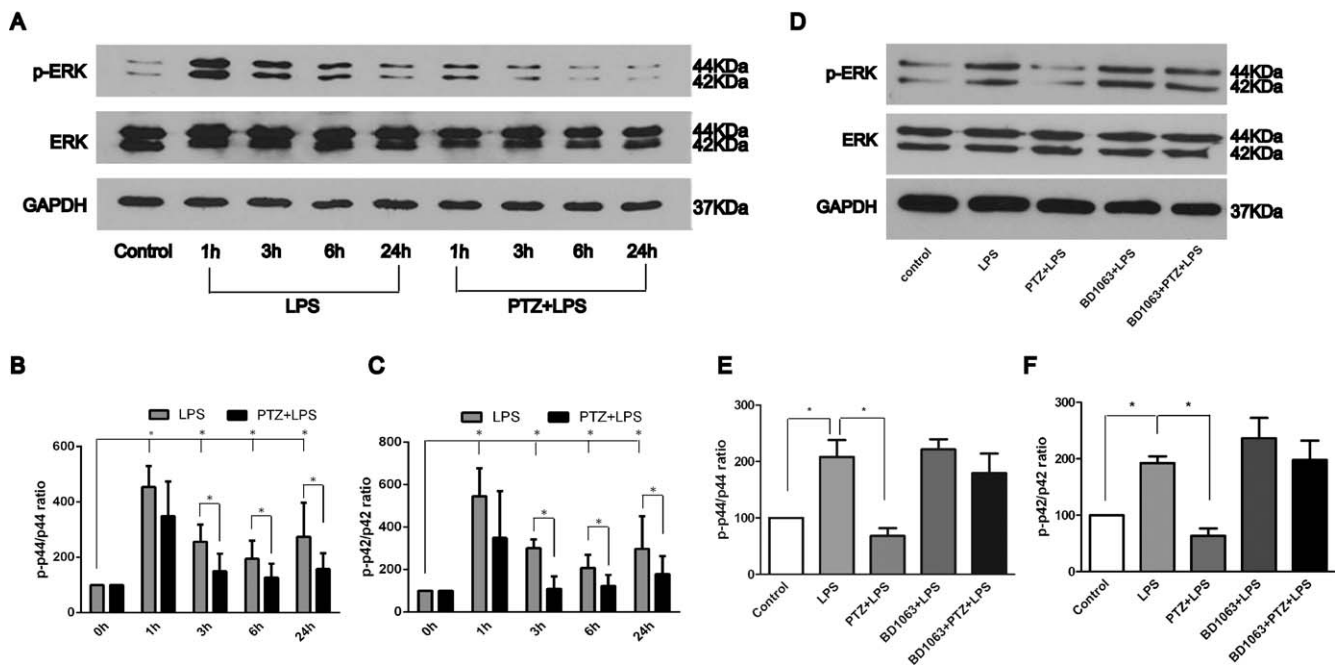 A
p-ERK
44KDa
42KDa
ERK
44KDa
42KDa
GAPDH
37KDa
Control 1h 3h 6h 24h 1h 3h 6h 24h
LPS PTZ+LPS
D
p-ERK
44KDa
42KDa
ERK
44KDa
42KDa
GAPDH
37KDa
control LPS PTZ+LPS BD1063+LPS BD1063+PTZ+LPS
B
LPS PTZ+LPS
* * * *
* * *
p-p44/p44 ratio
600
400
200
0
0h 1h 3h 6h 24h
C
LPS PTZ+LPS
* * * *
* * *
p-p42/p42 ratio
800
600
400
200
0
0h 1h 3h 6h 24h
E
* *
p-p44/p44 ratio
300
200
100
0
Control LPS PTZ+LPS BD1063+LPS BD1063+PTZ+LPS
F
* *
p-p42/p42 ratio
300
200
100
0
Control LPS PTZ+LPS BD1063+LPS BD1063+PTZ+LPS